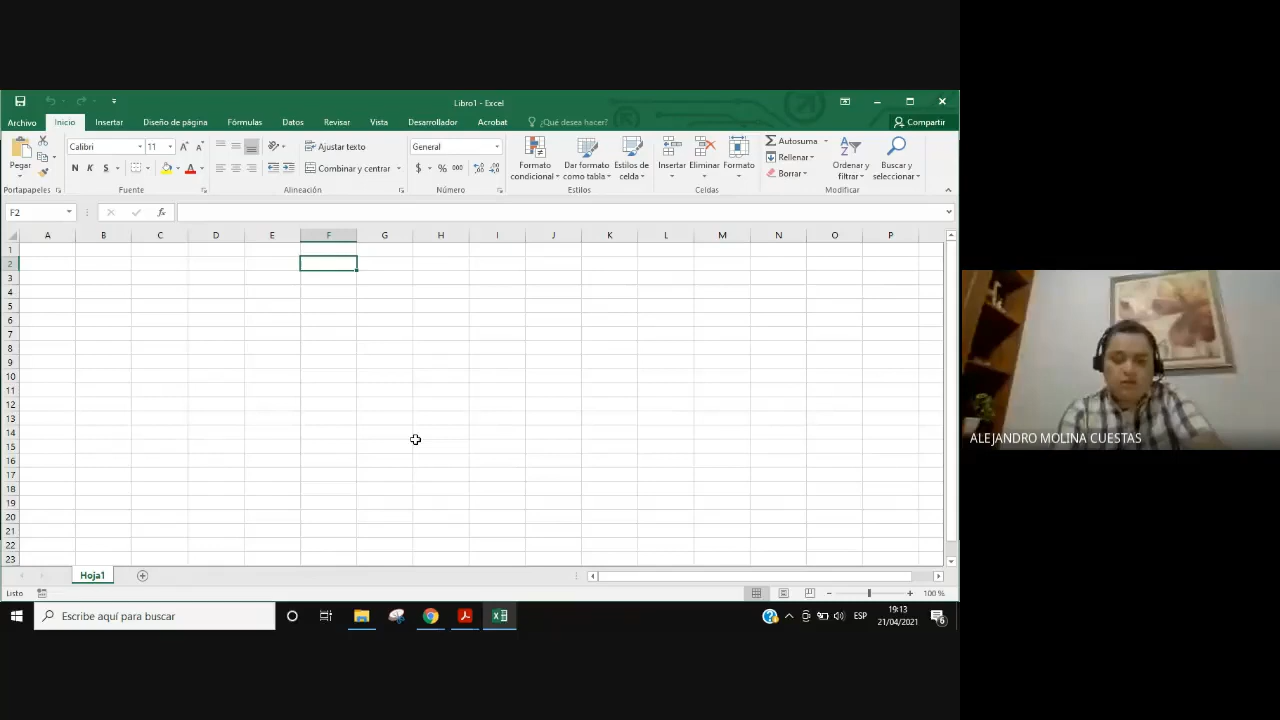 Libro1 - Excel
Archivo Inicio Insertar Diseño de página Fórmulas Datos Revisar Vista Desarrollador Acrobat ¿Qué desea hacer? Compartir
Pegar
Calibri 11
N K S
Ajustar texto
Combinar y centrar
General
$ % 000
Formato condicional
Dar formato como tabla
Estilos de celda
Insertar Eliminar Formato
Autosuma
Rellenar
Borrar
Ordenar y filtrar
Buscar y seleccionar
Portapapeles Fuente Alineación Número Estilos Celdas Modificar
F2 fx
A B C D E F G H I J K L M N O P
1
2
3
4
5
6
7
8
9
10
11
12
13
14
15
16
17
18
19
20
21
22
23
Hoja1
Listo 100 %
Escribe aquí para buscar
ESP
19:13
21/04/2021
6
ALEJANDRO MOLINA CUESTAS